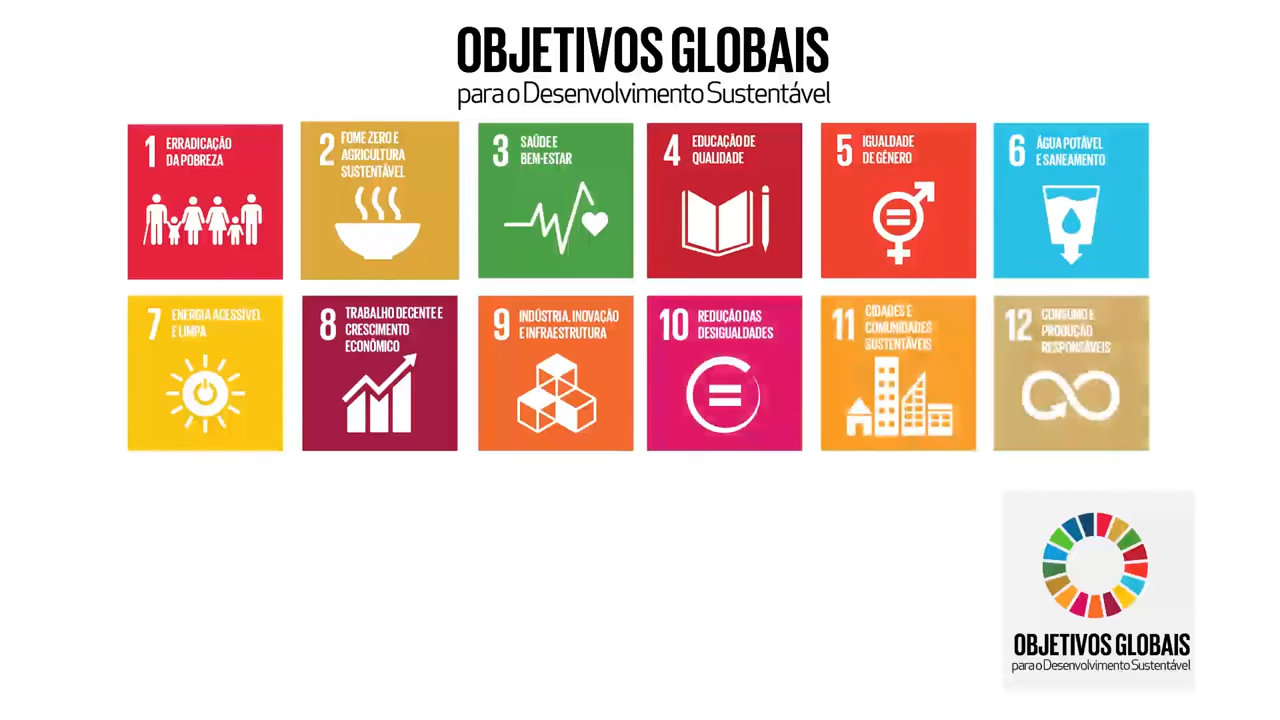 OBJETIVOS GLOBAIS
para o Desenvolvimento Sustentável
1 ERRADICAÇÃO
DA POBREZA
2 FOME ZERO E
AGRICULTURA
SUSTENTÁVEL
3 SAÚDE E
BEM-ESTAR
4 EDUCAÇÃO DE
QUALIDADE
5 IGUALDADE
DE GÊNERO
6 ÁGUA POTÁVEL
E SANEAMENTO
7 ENERGIA ACESSÍVEL
E LIMPA
8 TRABALHO DECENTE E
CRESCIMENTO
ECONÔMICO
9 INDÚSTRIA, INOVAÇÃO
E INFRAESTRUTURA
10 REDUÇÃO DAS
DESIGUALDADES
11 CIDADES E
COMUNIDADES
SUSTENTÁVEIS
12 CONSUMO E
PRODUÇÃO
RESPONSÁVEIS
OBJETIVOS GLOBAIS
para o Desenvolvimento Sustentável